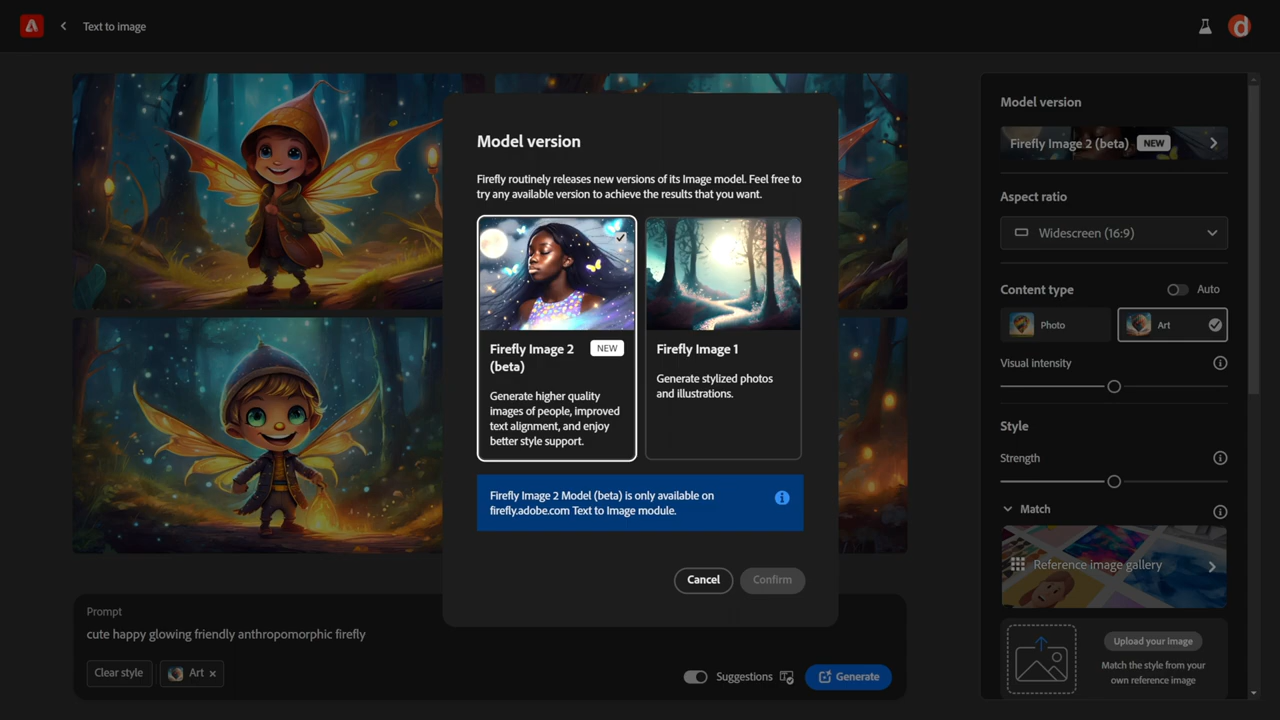 Text to image
Model version
Firefly routinely releases new versions of its Image model. Feel free to
try any available version to achieve the results that you want.
Firefly Image 2
(beta)
NEW
Generate higher quality
images of people, improved
text alignment, and enjoy
better style support.
Firefly Image 1
Generate stylized photos
and illustrations.
Firefly Image 2 Model (beta) is only available on
firefly.adobe.com Text to Image module.
Cancel
Confirm
Prompt
cute happy glowing friendly anthropomorphic firefly
Clear style
Art
Suggestions
Generate
Model version
Firefly Image 2 (beta)
NEW
Aspect ratio
Widescreen (16:9)
Content type
Auto
Photo
Art
Visual intensity
Style
Strength
Match
Reference image gallery
Upload your image
Match the style from your
own reference image